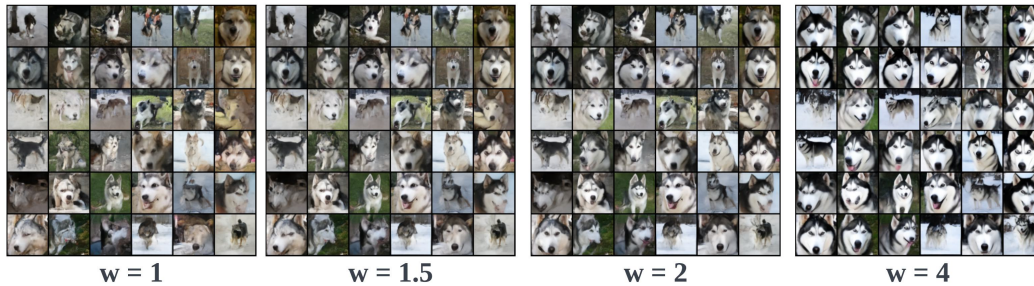 w = 1
w = 1.5
w = 2
w = 4